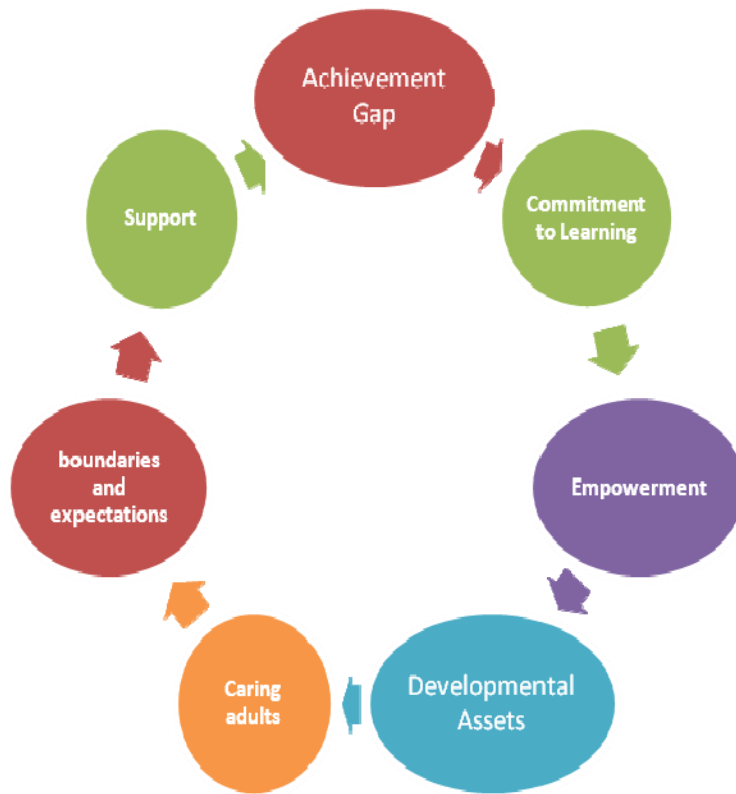 Achievement
Gap
Commitment
to Learning
Empowerment
Developmental
Assets
Caring
adults
boundaries
and
expectations
Support